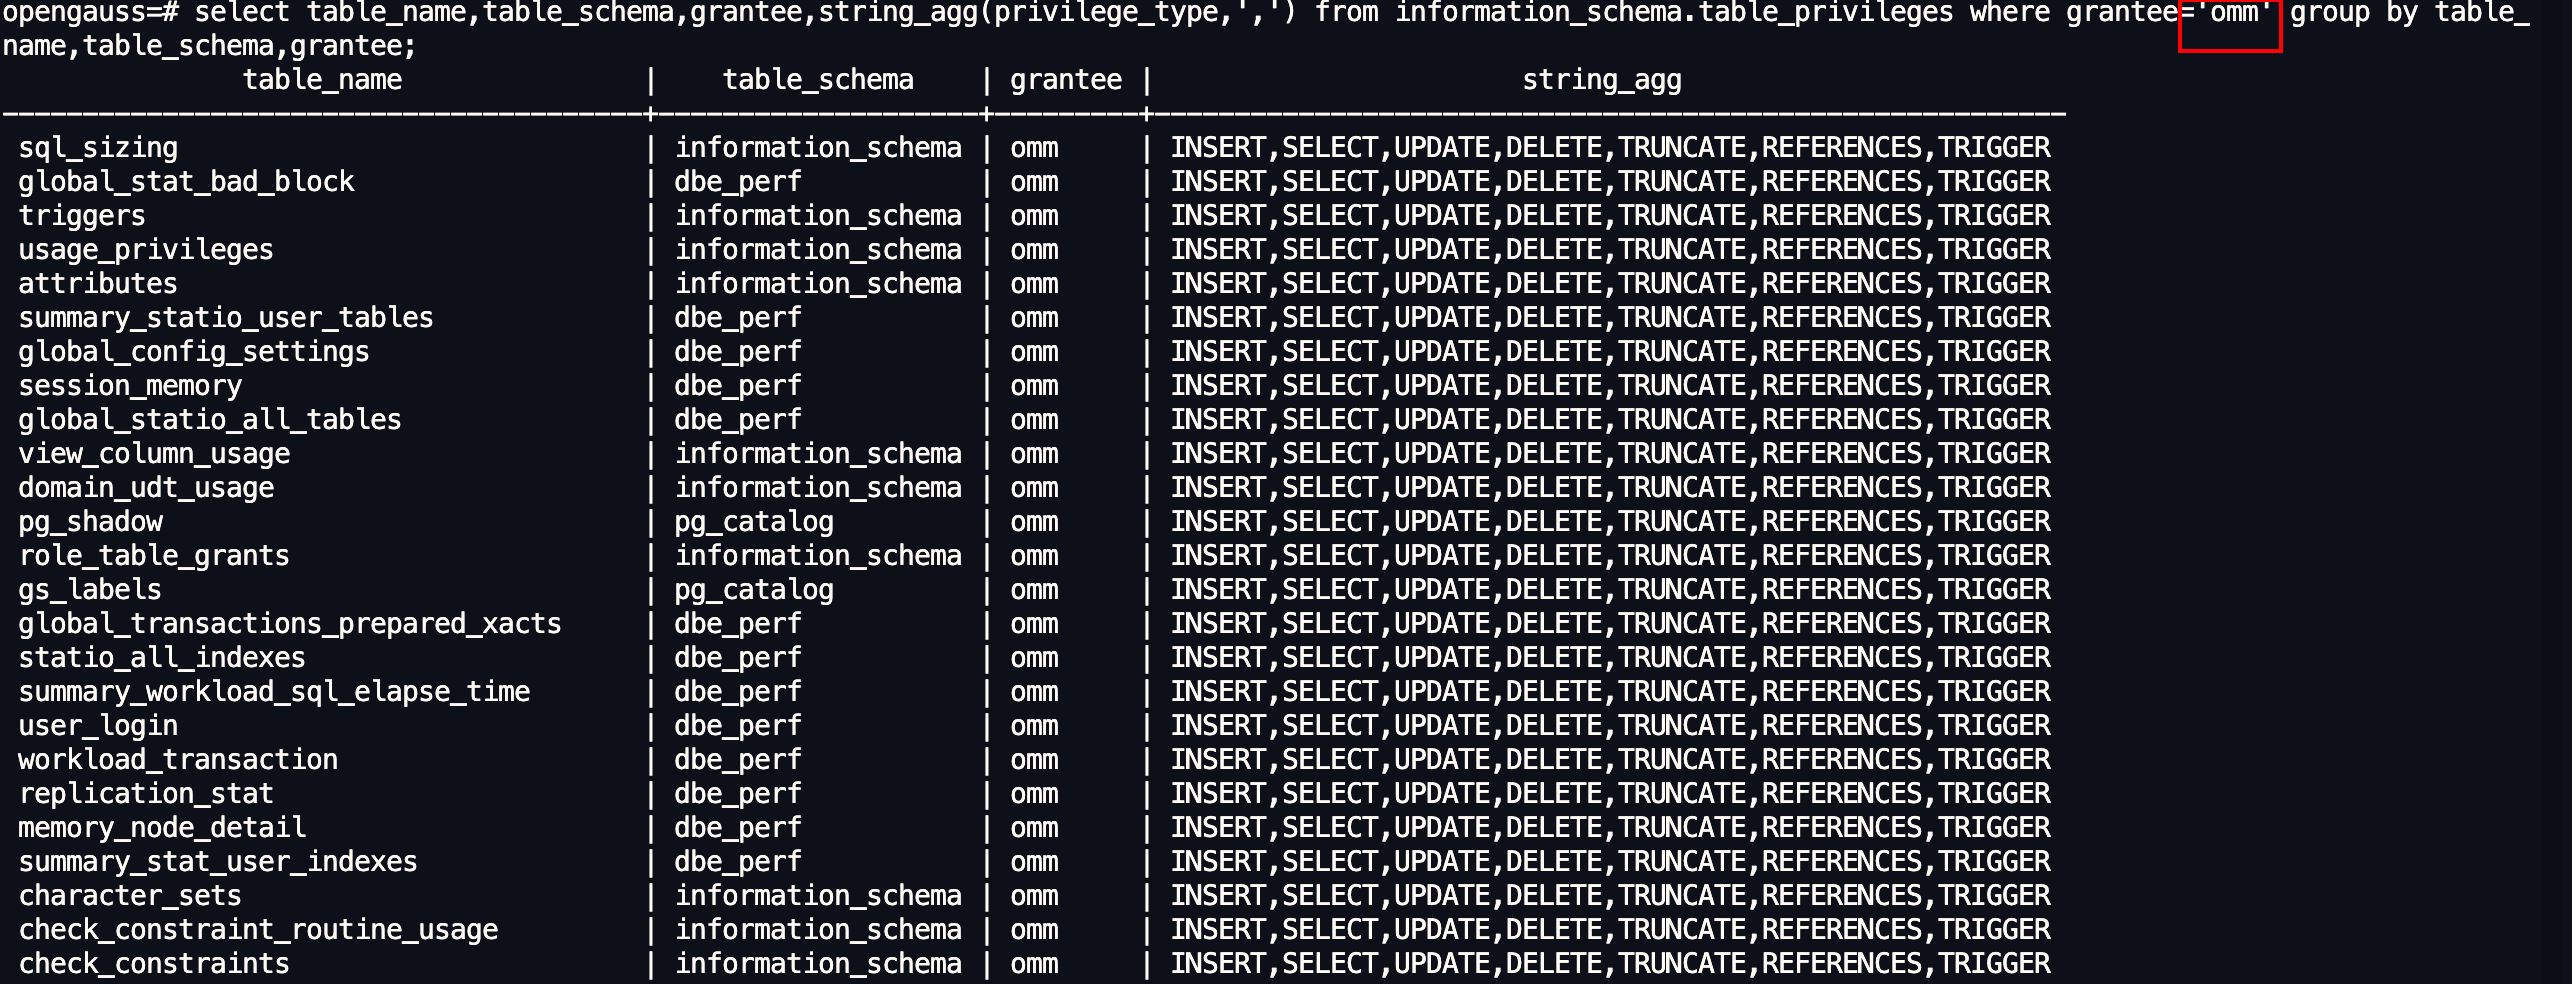 opengauss=# select table_name,table_schema,grantee,string_agg(privilege_type,',') from information_schema.table_privileges where grantee='omm' group by table_
name,table_schema,grantee;
table_name | table_schema | grantee | string_agg
-----------------------------------------+---------------------+----------+---------------------------------------------------------
sql_sizing | information_schema | omm | INSERT,SELECT,UPDATE,DELETE,TRUNCATE,REFERENCES,TRIGGER
global_stat_bad_block | dbe_perf | omm | INSERT,SELECT,UPDATE,DELETE,TRUNCATE,REFERENCES,TRIGGER
triggers | information_schema | omm | INSERT,SELECT,UPDATE,DELETE,TRUNCATE,REFERENCES,TRIGGER
usage_privileges | information_schema | omm | INSERT,SELECT,UPDATE,DELETE,TRUNCATE,REFERENCES,TRIGGER
attributes | information_schema | omm | INSERT,SELECT,UPDATE,DELETE,TRUNCATE,REFERENCES,TRIGGER
summary_statio_user_tables | dbe_perf | omm | INSERT,SELECT,UPDATE,DELETE,TRUNCATE,REFERENCES,TRIGGER
global_config_settings | dbe_perf | omm | INSERT,SELECT,UPDATE,DELETE,TRUNCATE,REFERENCES,TRIGGER
session_memory | dbe_perf | omm | INSERT,SELECT,UPDATE,DELETE,TRUNCATE,REFERENCES,TRIGGER
global_statio_all_tables | dbe_perf | omm | INSERT,SELECT,UPDATE,DELETE,TRUNCATE,REFERENCES,TRIGGER
view_column_usage | information_schema | omm | INSERT,SELECT,UPDATE,DELETE,TRUNCATE,REFERENCES,TRIGGER
domain_udt_usage | information_schema | omm | INSERT,SELECT,UPDATE,DELETE,TRUNCATE,REFERENCES,TRIGGER
pg_shadow | pg_catalog | omm | INSERT,SELECT,UPDATE,DELETE,TRUNCATE,REFERENCES,TRIGGER
role_table_grants | information_schema | omm | INSERT,SELECT,UPDATE,DELETE,TRUNCATE,REFERENCES,TRIGGER
gs_labels | pg_catalog | omm | INSERT,SELECT,UPDATE,DELETE,TRUNCATE,REFERENCES,TRIGGER
global_transactions_prepared_xacts | dbe_perf | omm | INSERT,SELECT,UPDATE,DELETE,TRUNCATE,REFERENCES,TRIGGER
statio_all_indexes | dbe_perf | omm | INSERT,SELECT,UPDATE,DELETE,TRUNCATE,REFERENCES,TRIGGER
summary_workload_sql_elapse_time | dbe_perf | omm | INSERT,SELECT,UPDATE,DELETE,TRUNCATE,REFERENCES,TRIGGER
user_login | dbe_perf | omm | INSERT,SELECT,UPDATE,DELETE,TRUNCATE,REFERENCES,TRIGGER
workload_transaction | dbe_perf | omm | INSERT,SELECT,UPDATE,DELETE,TRUNCATE,REFERENCES,TRIGGER
replication_stat | dbe_perf | omm | INSERT,SELECT,UPDATE,DELETE,TRUNCATE,REFERENCES,TRIGGER
memory_node_detail | dbe_perf | omm | INSERT,SELECT,UPDATE,DELETE,TRUNCATE,REFERENCES,TRIGGER
summary_stat_user_indexes | dbe_perf | omm | INSERT,SELECT,UPDATE,DELETE,TRUNCATE,REFERENCES,TRIGGER
character_sets | information_schema | omm | INSERT,SELECT,UPDATE,DELETE,TRUNCATE,REFERENCES,TRIGGER
check_constraint_routine_usage | information_schema | omm | INSERT,SELECT,UPDATE,DELETE,TRUNCATE,REFERENCES,TRIGGER
check_constraints | information_schema | omm | INSERT,SELECT,UPDATE,DELETE,TRUNCATE,REFERENCES,TRIGGER